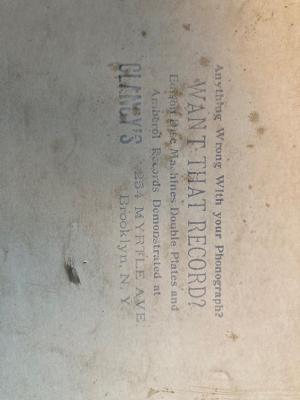 Anything Wrong With your Phonograph?
WANT THAT RECORD?
Edison Disc Machines Double Plates and
Amberol Records Demonstrated at
CLANCY'S 254 MYRTLE AVE
Brooklyn, N. Y.